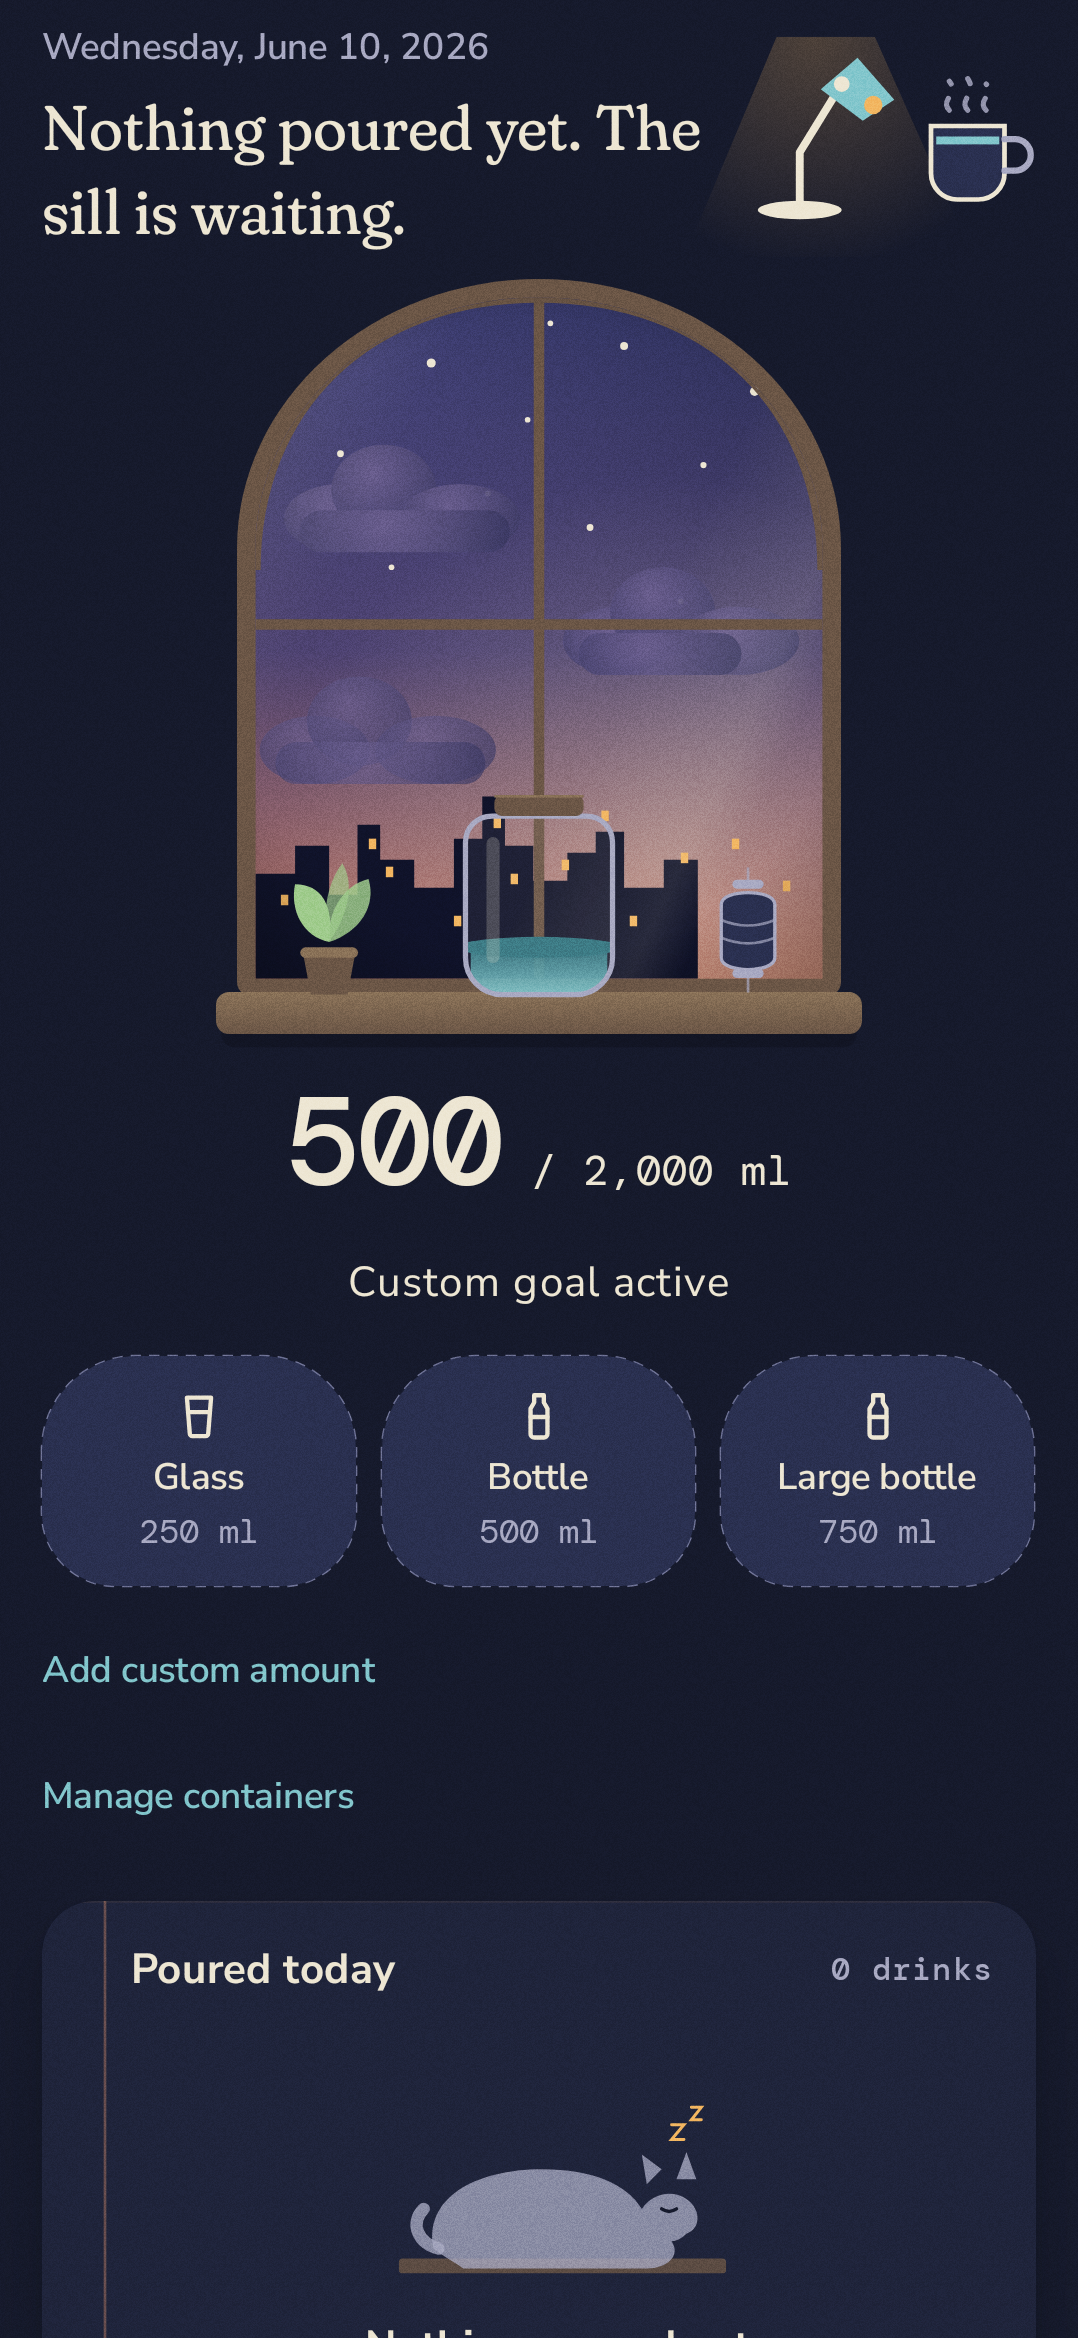 Wednesday, June 10, 2026
Nothing poured yet. The
sill is waiting.
500 / 2,000 ml
Custom goal active
Glass
250 ml
Bottle
500 ml
Large bottle
750 ml
Add custom amount
Manage containers
Poured today
0 drinks
z
z